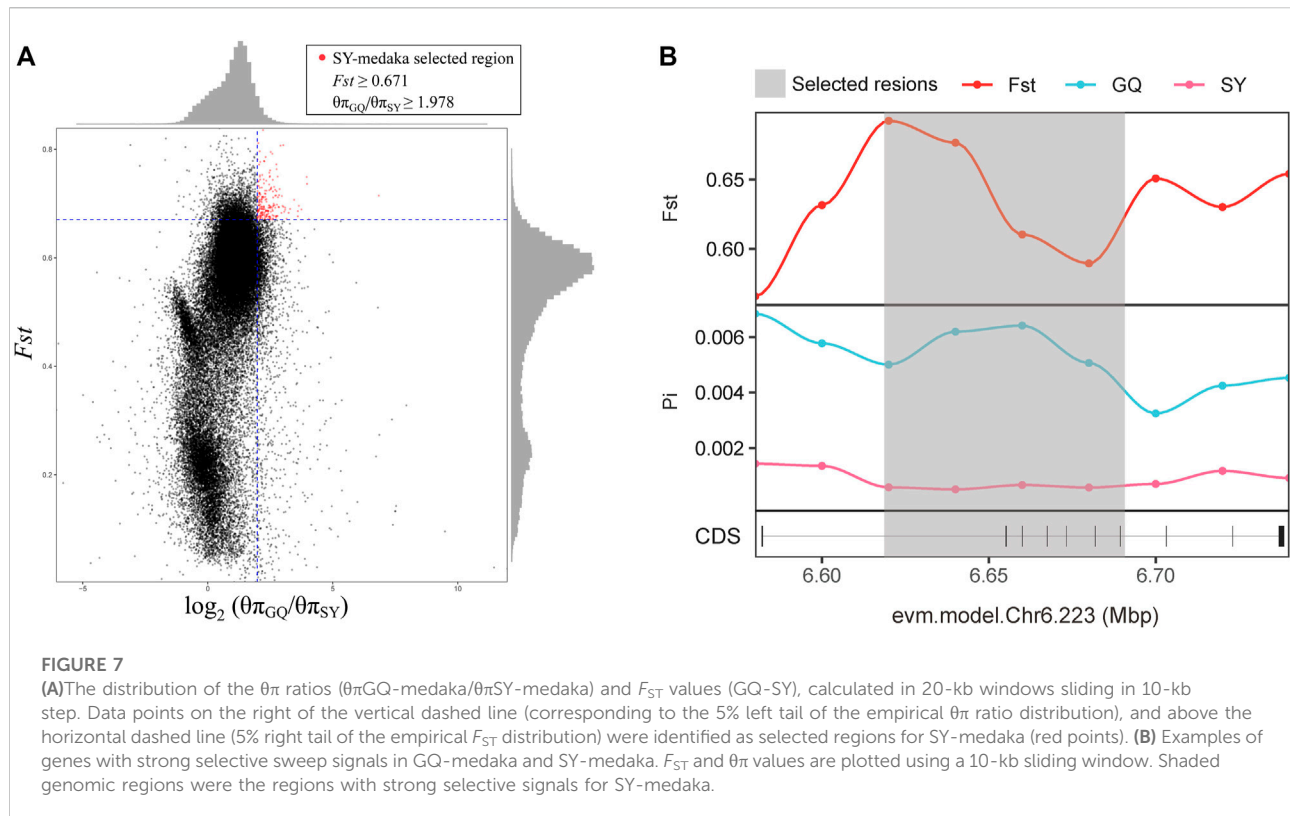 A
SY-medaka selected region
Fst ≥ 0.671
θπGQ/θπSY ≥ 1.978
0.8
0.6
0.4
0.2
Fst
-5
0
5
10
log2 (θπGQ/θπSY)
B
Selected resions
Fst
GQ
SY
0.65
0.60
Fst
0.006
0.004
0.002
Pi
CDS
6.60
6.65
6.70
evm.model.Chr6.223 (Mbp)
FIGURE 7
(A)The distribution of the θπ ratios (θπGQ-medaka/θπSY-medaka) and FST values (GQ-SY), calculated in 20-kb windows sliding in 10-kb
step. Data points on the right of the vertical dashed line (corresponding to the 5% left tail of the empirical θπ ratio distribution), and above the
horizontal dashed line (5% right tail of the empirical FST distribution) were identified as selected regions for SY-medaka (red points). (B) Examples of
genes with strong selective sweep signals in GQ-medaka and SY-medaka. FST and θπ values are plotted using a 10-kb sliding window. Shaded
genomic regions were the regions with strong selective signals for SY-medaka.